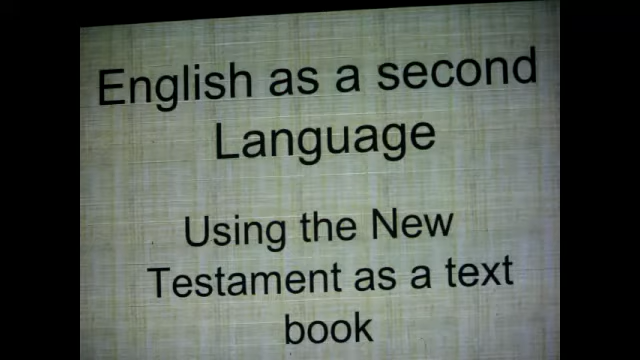 English as a second
Language
Using the New
Testament as a text
book